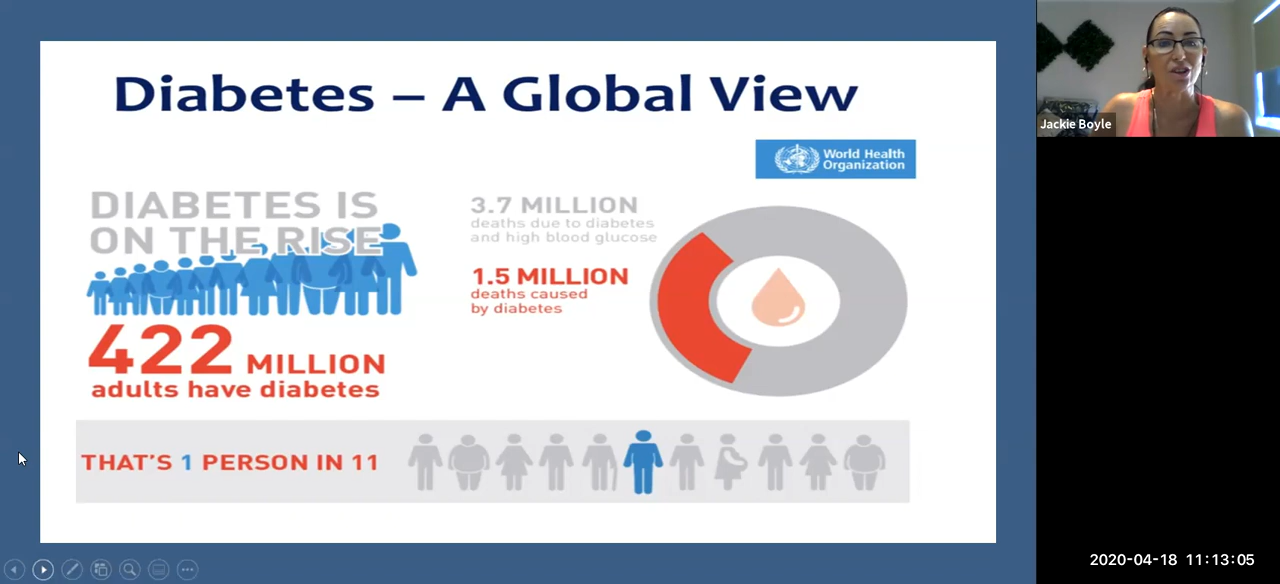 Diabetes – A Global View
World Health
Organization
DIABETES IS
ON THE RISE
422 MILLION
adults have diabetes
3.7 MILLION
deaths due to diabetes
and high blood glucose
1.5 MILLION
deaths caused
by diabetes
THAT'S 1 PERSON IN 11
Jackie Boyle
2020-04-18 11:13:05